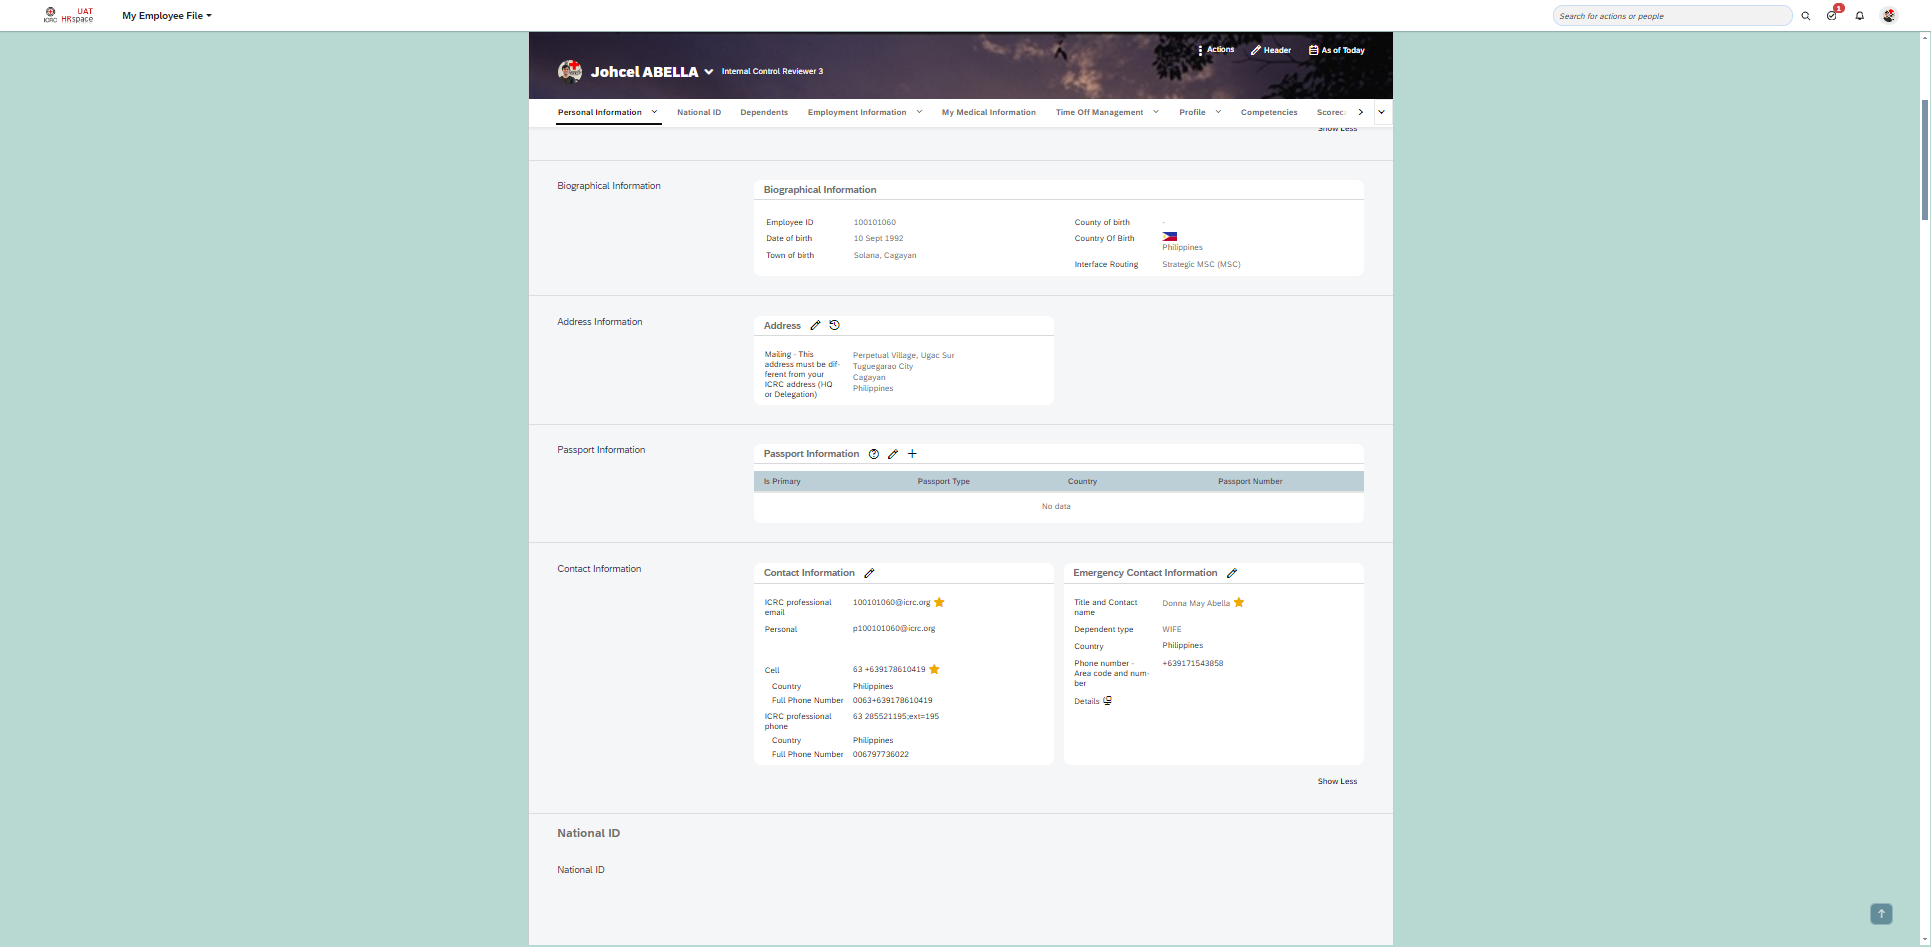 ICRC
UAT
HRspace
My Employee File
Search for actions or people
1
Actions
Header
As of Today
Johcel ABELLA
Internal Control Reviewer 3
Personal Information
National ID
Dependents
Employment Information
My Medical Information
Time Off Management
Profile
Competencies
Scorec
Show Less
Biographical Information
Biographical Information
Employee ID 100101060
Date of birth 10 Sept 1992
Town of birth Solana, Cagayan
County of birth -
Country Of Birth
Philippines
Interface Routing Strategic MSC (MSC)
Address Information
Address
Mailing - This
address must be dif-
ferent from your
ICRC address (HQ
or Delegation)
Perpetual Village, Ugac Sur
Tuguegarao City
Cagayan
Philippines
Passport Information
Passport Information
Is Primary Passport Type Country Passport Number
No data
Contact Information
Contact Information
ICRC professional
email
100101060@icrc.org
Personal p100101060@icrc.org
Cell 63 +639178610419
Country Philippines
Full Phone Number 0063+639178610419
ICRC professional
phone
63 285521195;ext=195
Country Philippines
Full Phone Number 006797736022
Emergency Contact Information
Title and Contact
name
Donna May Abella
Dependent type WIFE
Country Philippines
Phone number -
Area code and num-
ber
+639171543858
Details
Show Less
National ID
National ID